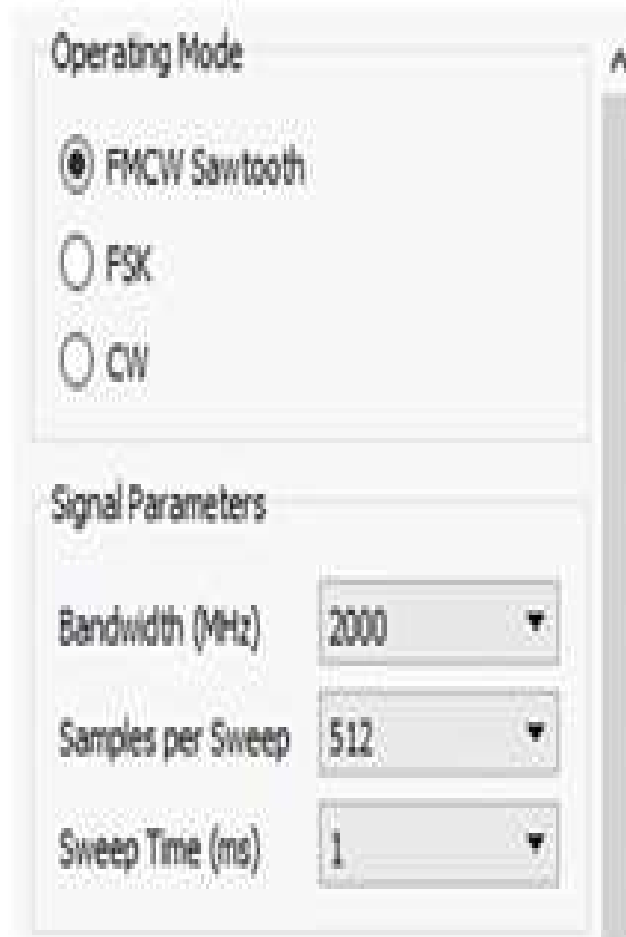 Operating Mode
FMCW Sawtooth
FSK
CW
Signal Parameters
Bandwidth (MHz) 2000
Samples per Sweep 512
Sweep Time (ms) 1